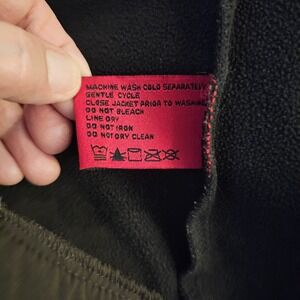 MACHINE WASH COLD SEPARATELY
GENTLE CYCLE
CLOSE JACKET PRIOR TO WASHING
DO NOT BLEACH
LINE DRY
DO NOT IRON
DO NOT DRY CLEAN